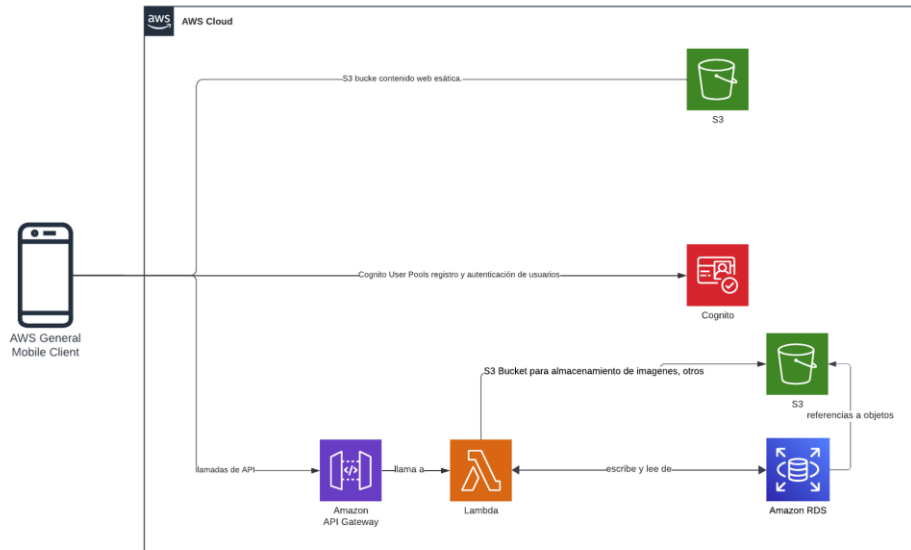 aws
AWS Cloud
S3 bucke contenido web esática.
S3
Cognito User Pools registro y autenticación de usuarios
Cognito
AWS General
Mobile Client
S3 Bucket para almacenamiento de imagenes, otros
S3
referencias a objetos
llamadas de API
llama a
escribe y lee de
Amazon
API Gateway
Lambda
Amazon RDS